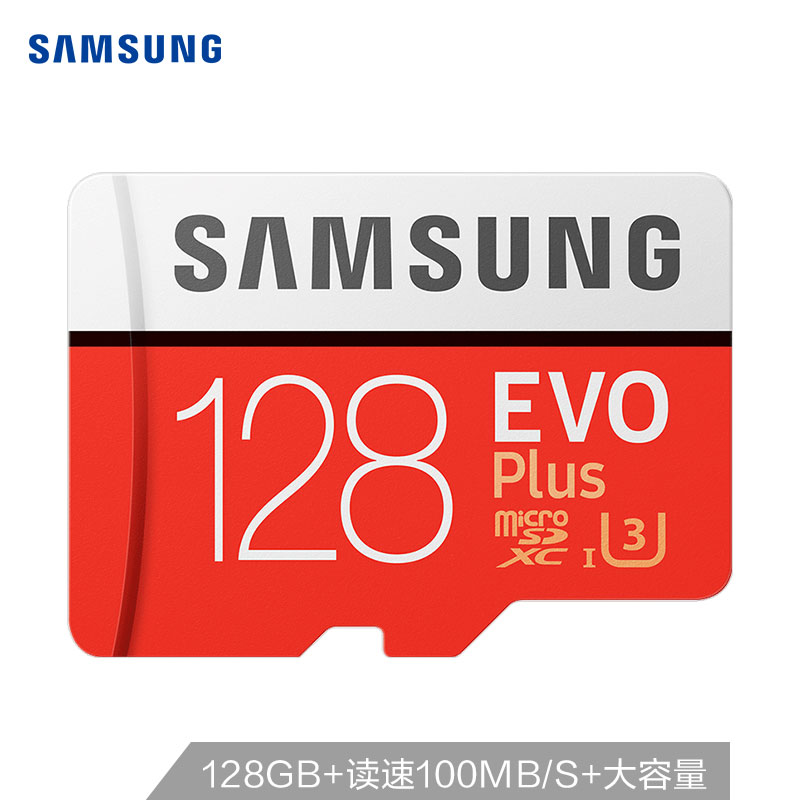 SAMSUNG
SAMSUNG
128
EVO
Plus
micro
SD
XC I 3
128GB+读速100MB/S+大容量